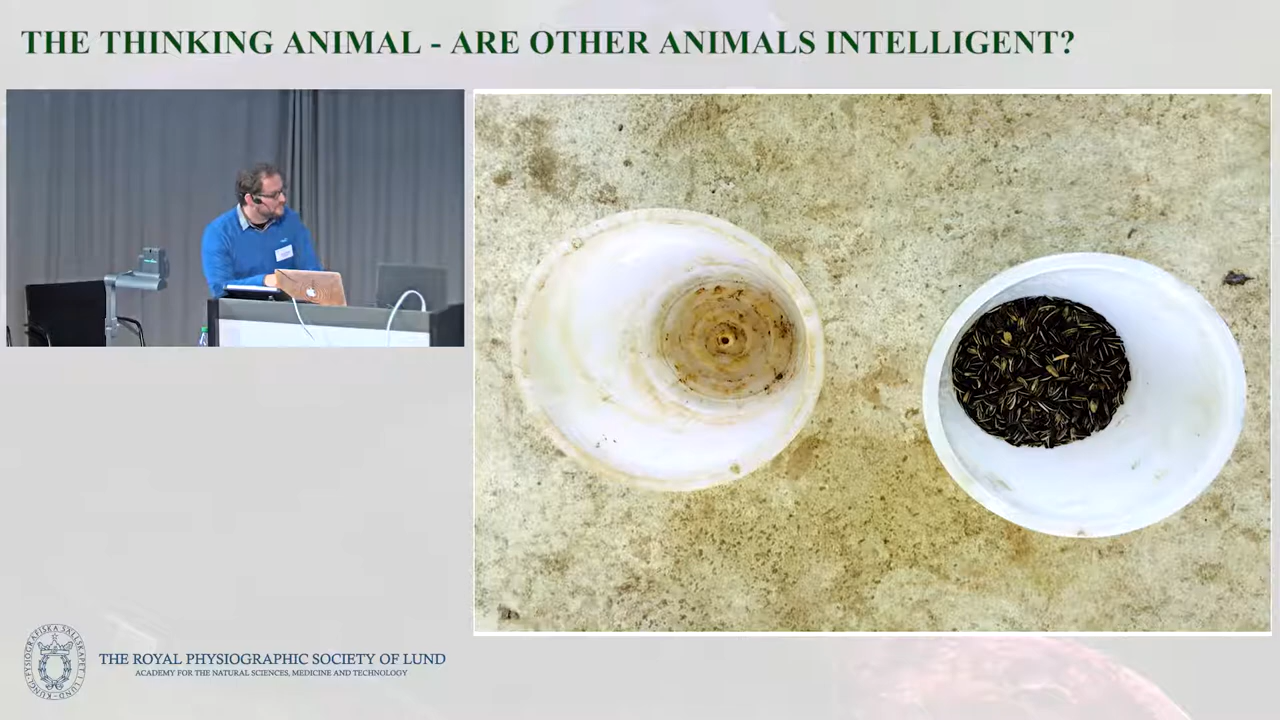 THE THINKING ANIMAL - ARE OTHER ANIMALS INTELLIGENT?
THE ROYAL PHYSIOGRAPHIC SOCIETY OF LUND
ACADEMY FOR THE NATURAL SCIENCES, MEDICINE AND TECHNOLOGY